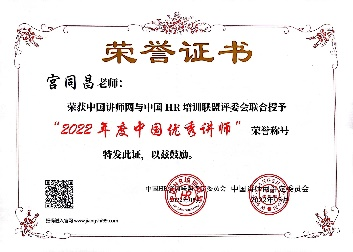 荣誉证书
宫同昌老师：
荣获中国讲师网与中国HR培训联盟评委会联合授予
“2022年度中国优秀讲师” 荣誉称号
特发此证，以兹鼓励。